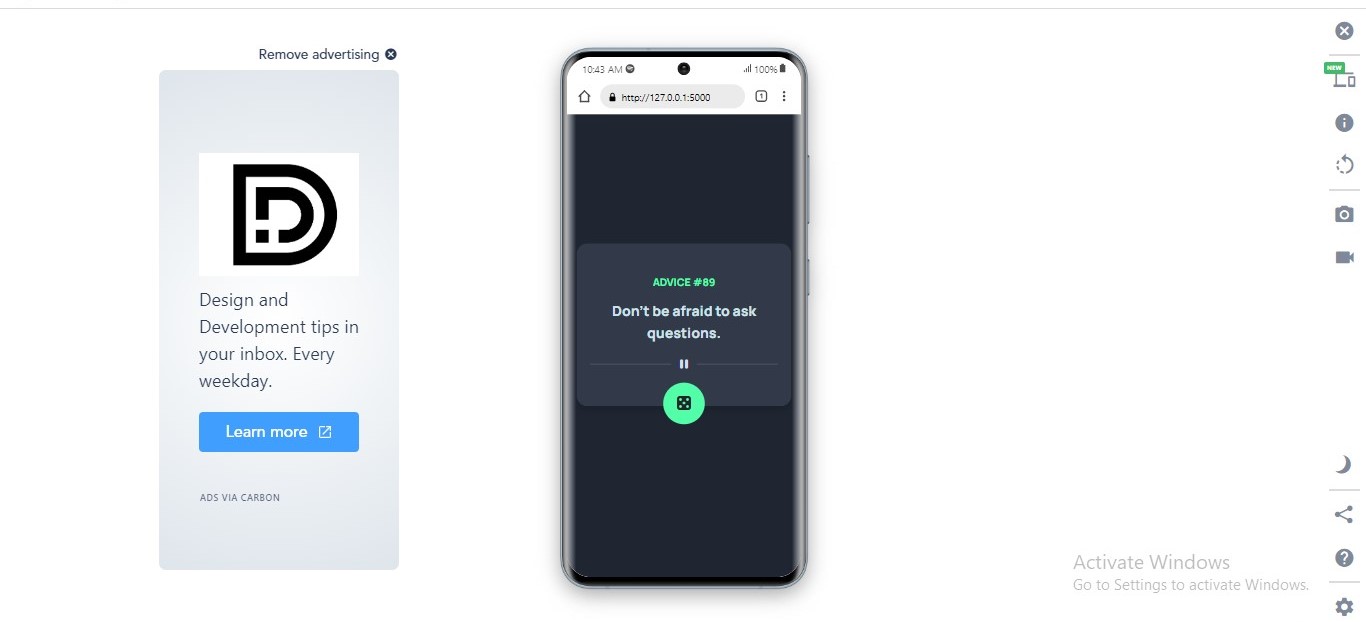 Remove advertising
Design and
Development tips in
your inbox. Every
weekday.
Learn more
ADS VIA CARBON
10:43 AM
100%
http://127.0.0.1:5000
1
ADVICE #89
Don't be afraid to ask
questions.
NEW
Activate Windows
Go to Settings to activate Windows.